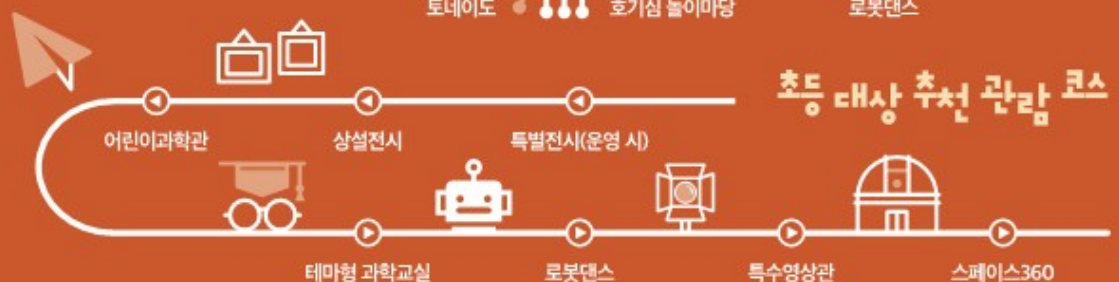 토네이도 호기심 놀이마당 로봇댄스
초등 대상 추천 관람 코스
어린이과학관 상설전시 특별전시(운영 시)
테마형 과학교실 로봇댄스 특수영상관 스페이스360